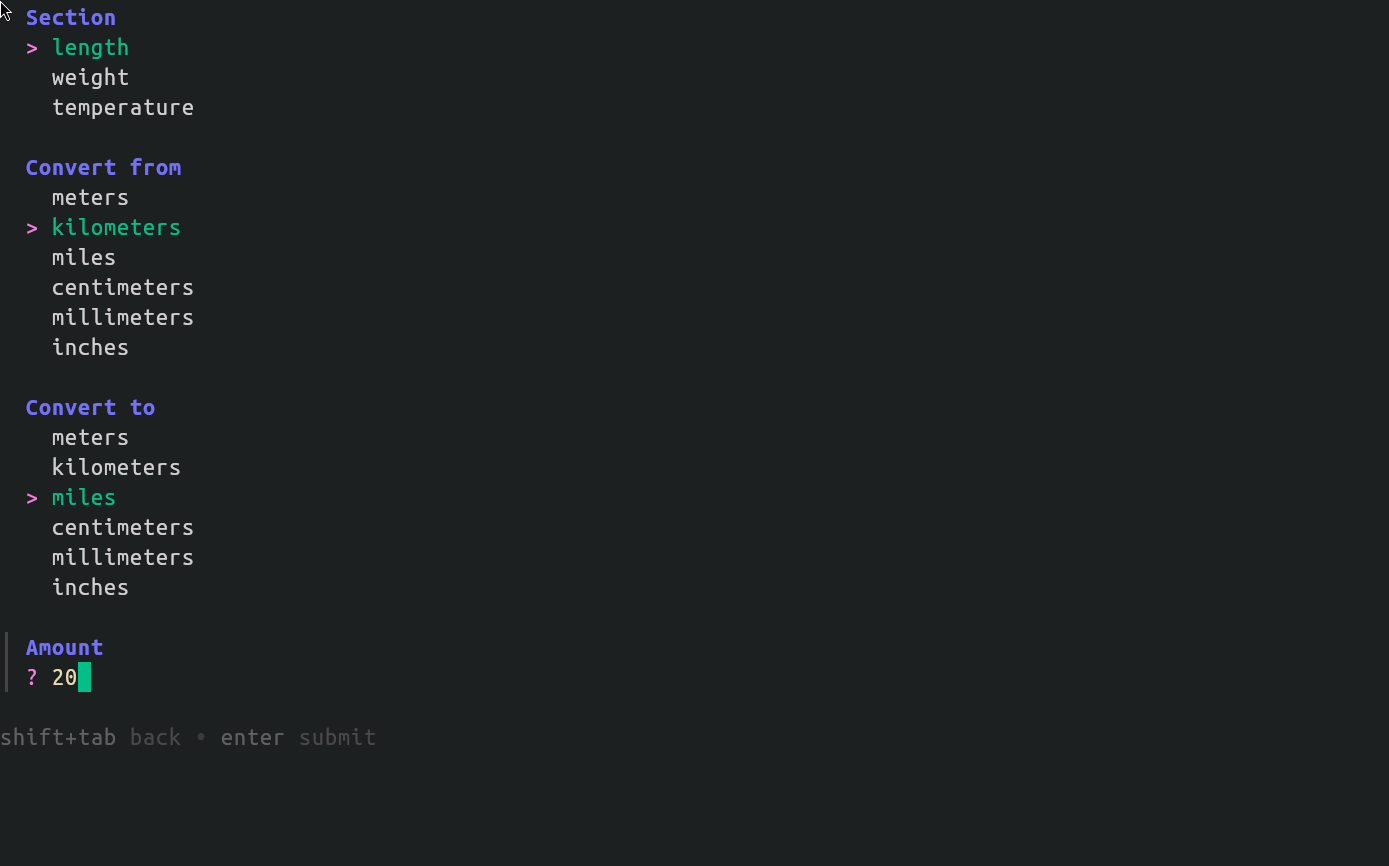 Section
> length
weight
temperature
Convert from
meters
> kilometers
miles
centimeters
millimeters
inches
Convert to
meters
kilometers
> miles
centimeters
millimeters
inches
Amount
? 20
shift+tab back • enter submit